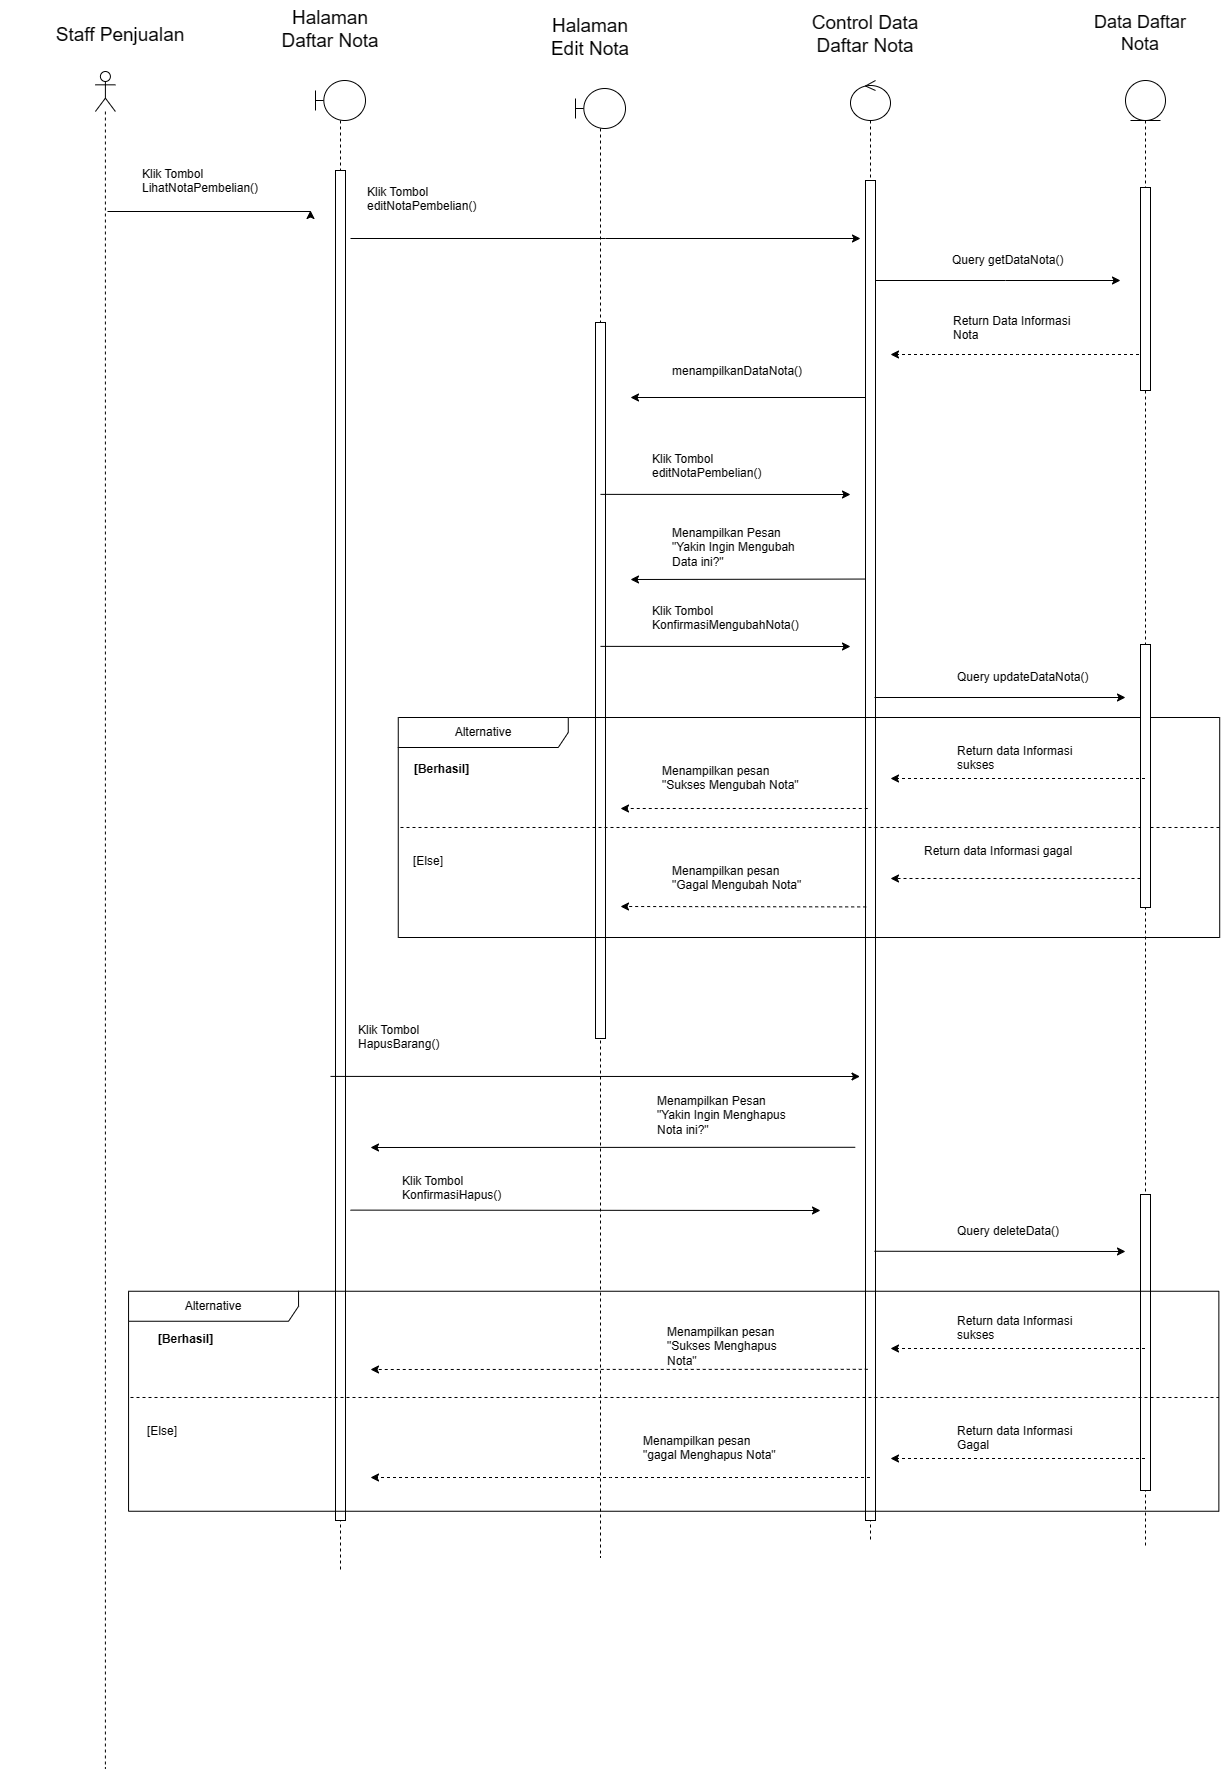 Staff Penjualan
Halaman
Daftar Nota
Halaman
Edit Nota
Control Data
Daftar Nota
Data Daftar
Nota
Klik Tombol
LihatNotaPembelian()
Klik Tombol
editNotaPembelian()
Query getDataNota()
Return Data Informasi
Nota
menampilkanDataNota()
Klik Tombol
editNotaPembelian()
Menampilkan Pesan
"Yakin Ingin Mengubah
Data ini?"
Klik Tombol
KonfirmasiMengubahNota()
Query updateDataNota()
Alternative
[Berhasil]
Return data Informasi
sukses
Menampilkan pesan
"Sukses Mengubah Nota"
[Else]
Return data Informasi gagal
Menampilkan pesan
"Gagal Mengubah Nota"
Klik Tombol
HapusBarang()
Menampilkan Pesan
"Yakin Ingin Menghapus
Nota ini?"
Klik Tombol
KonfirmasiHapus()
Query deleteData()
Alternative
[Berhasil]
Return data Informasi
sukses
Menampilkan pesan
"Sukses Menghapus
Nota"
[Else]
Return data Informasi
Gagal
Menampilkan pesan
"gagal Menghapus Nota"